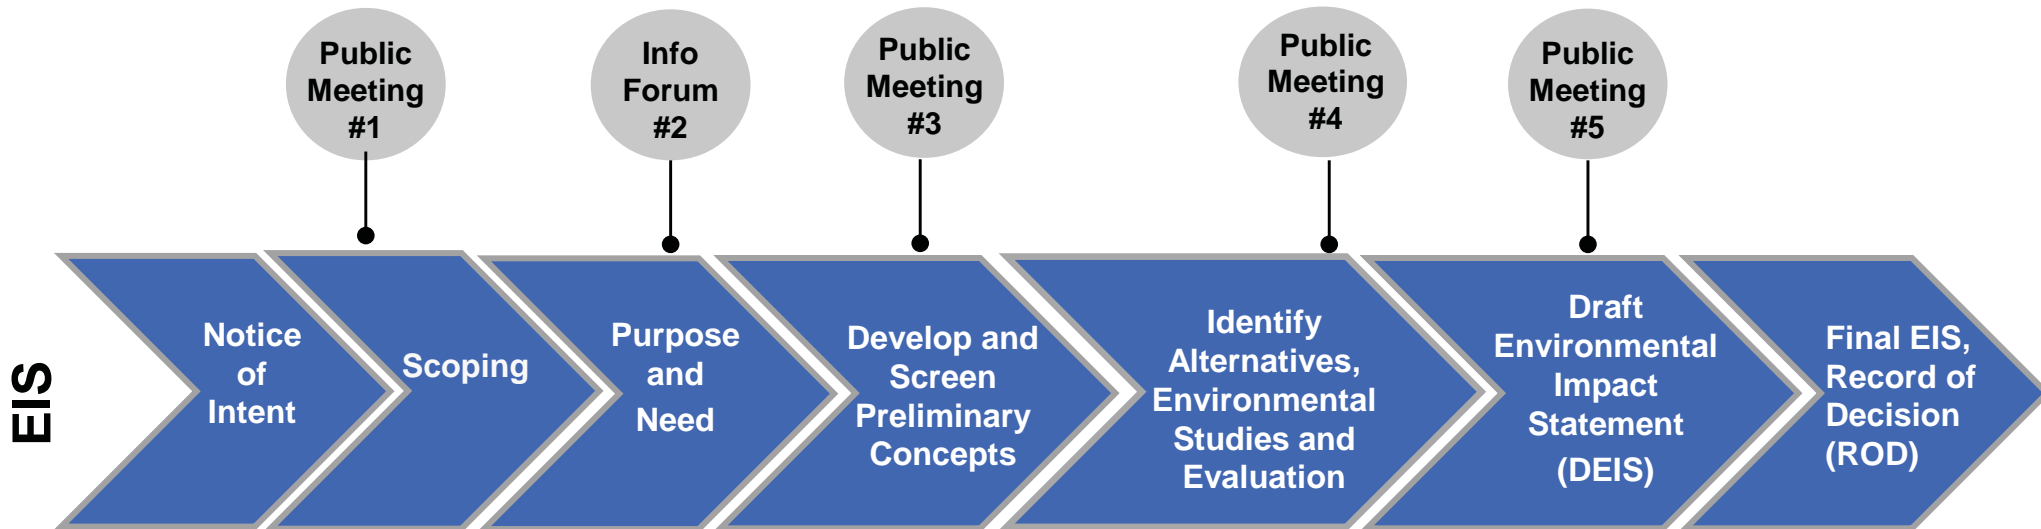 Public
Meeting
#1
Info
Forum
#2
Public
Meeting
#3
Public
Meeting
#4
Public
Meeting
#5
EIS
Notice
of
Intent
Scoping
Purpose
and
Need
Develop and
Screen
Preliminary
Concepts
Identify
Alternatives,
Environmental
Studies and
Evaluation
Draft
Environmental
Impact
Statement
(DEIS)
Final EIS,
Record of
Decision
(ROD)